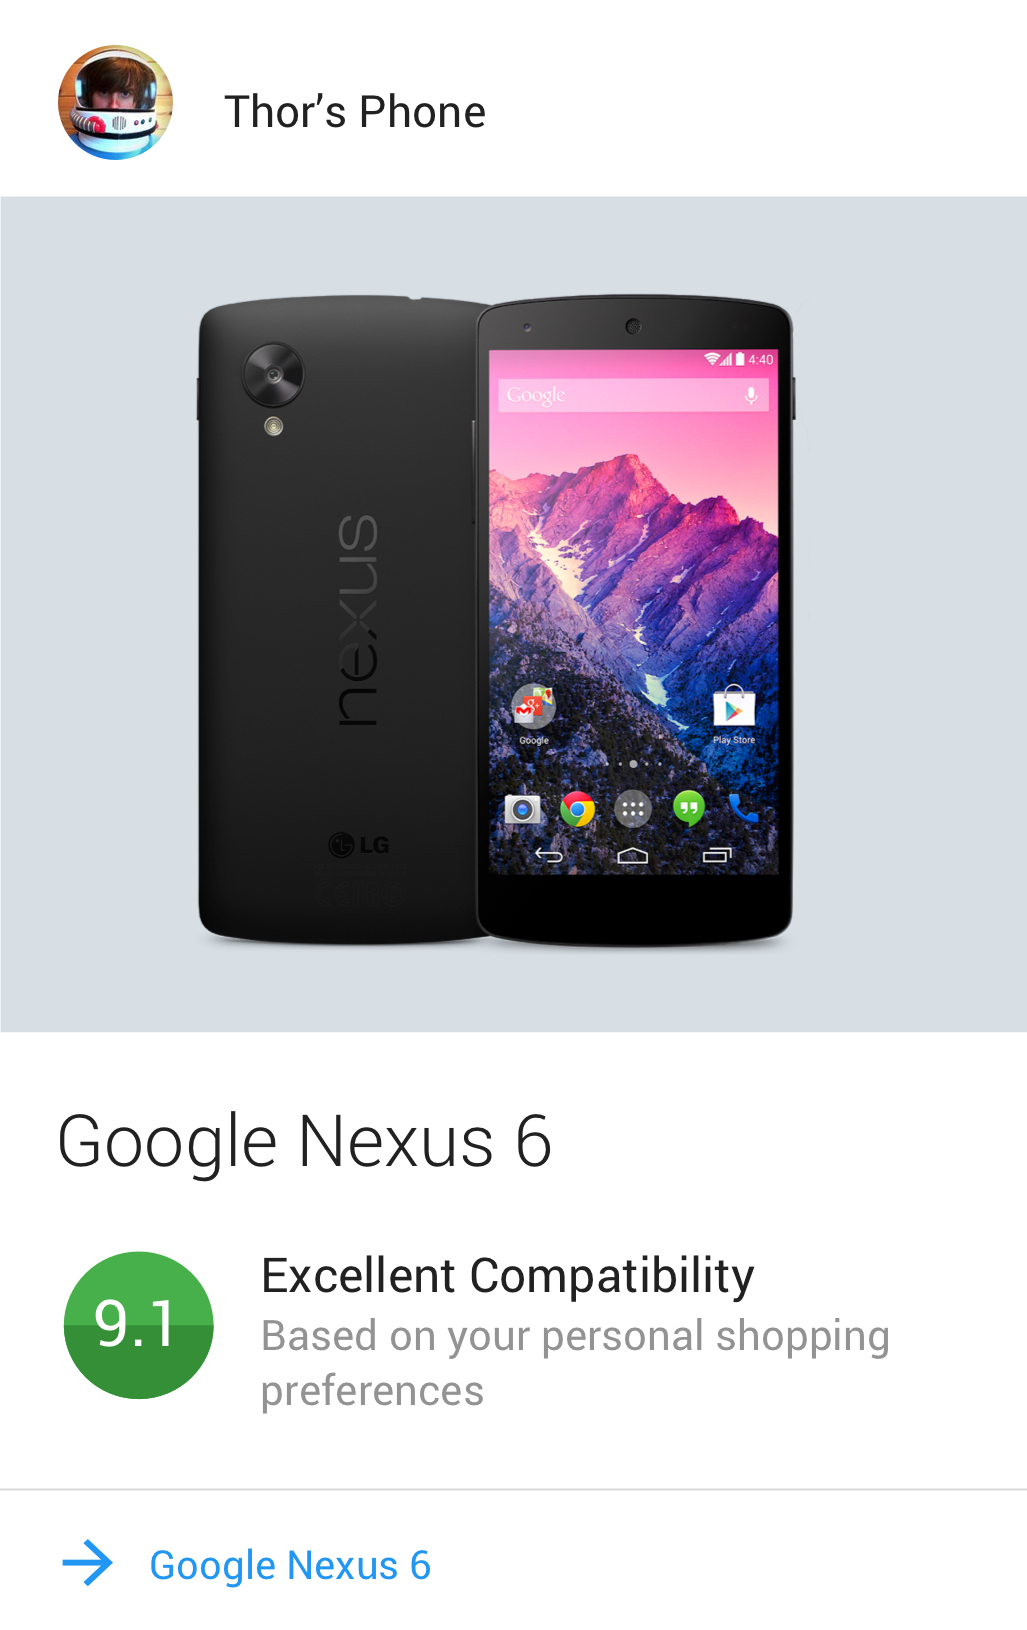 Thor’s Phone
4:40
Google
nexus
Google
Play Store
LG
Google Nexus 6
9.1
Excellent Compatibility
Based on your personal shopping
preferences
Google Nexus 6